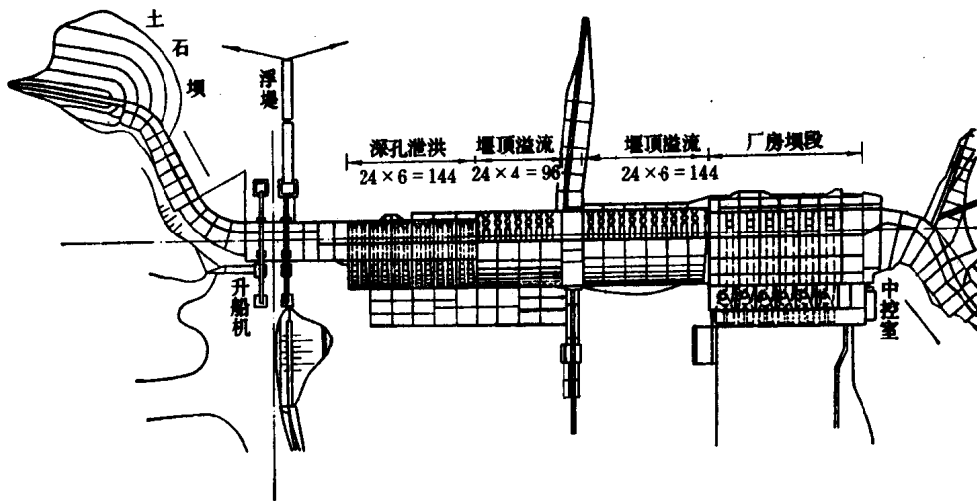 土石坝
浮堤
深孔泄洪
堰顶溢流
堰顶溢流
厂房坝段
24×6=144
24×4=96
24×6=144
升船机
中控室